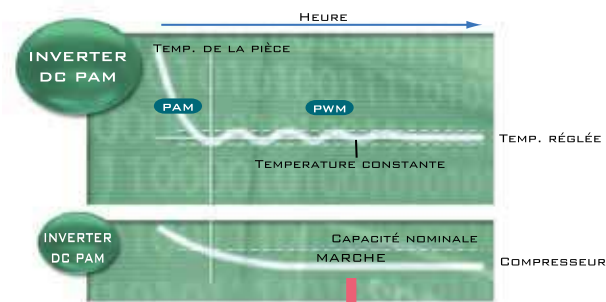 HEURE
INVERTER
DC PAM
TEMP. DE LA PIÈCE
PAM
PWM
TEMP. RÉGLÉE
TEMPERATURE CONSTANTE
INVERTER
DC PAM
CAPACITÉ NOMINALE
MARCHE
COMPRESSEUR